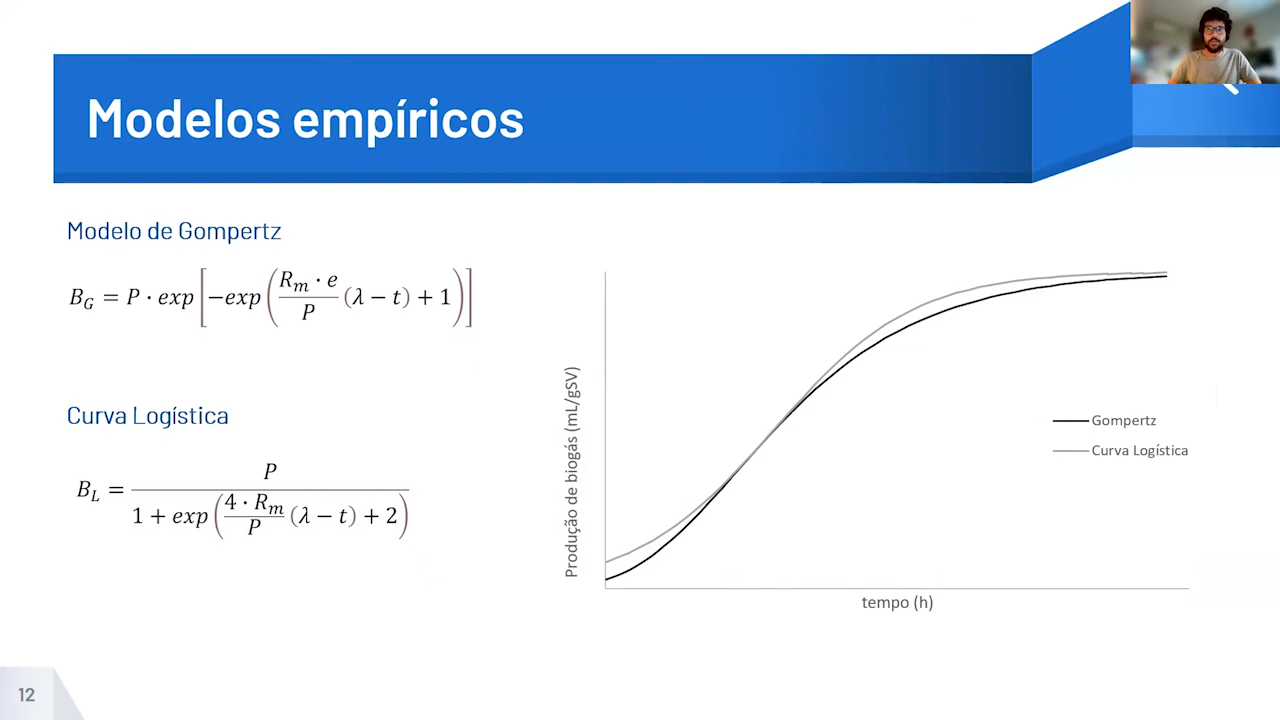 Modelos empíricos
Modelo de Gompertz
B_G = P · exp[−exp(R_m · e / P (λ − t) + 1)]
Curva Logística
B_L = P / (1 + exp(4 · R_m / P (λ − t) + 2))
Produção de biogás (mL/gSV)
Gompertz
Curva Logística
tempo (h)
12